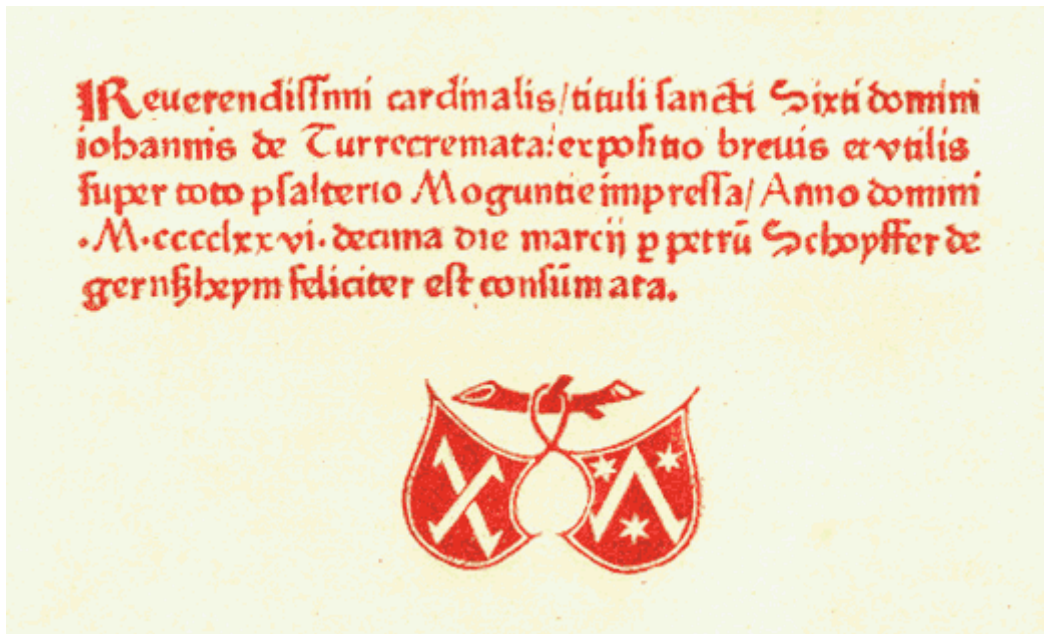 Reuerendissimi cardinalis/tituli sancti Sixti domini
iohannis de Turrecremata: expositio breuis et vtilis
super toto psalterio Moguntie impressa/Anno domini
.M.cccclxxvi. decima die marcij p̱ petrū Schoyffer de
gernßheym feliciter est consūmata.